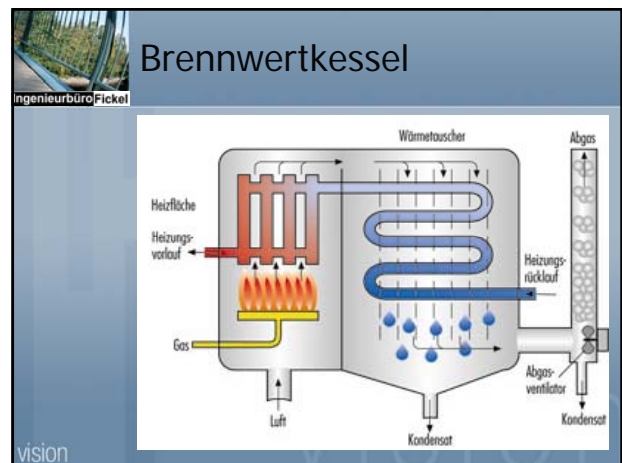 Brennwertkessel
Ingenieurbüro Fickel
Wärmetauscher
Abgas
Heizfläche
Heizungs-
vorlauf
Heizungs-
rücklauf
Gas
Abgas-
ventilator
Luft
Kondensat
Kondensat
vision